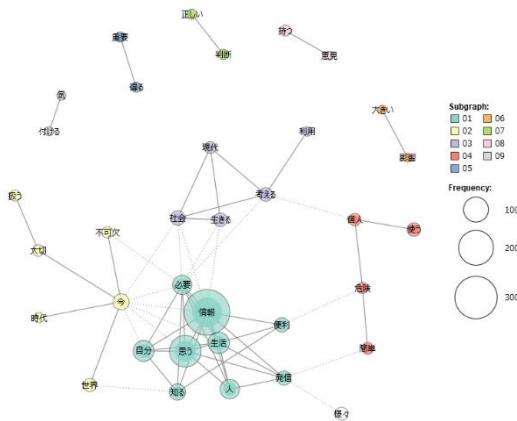 正しい
重要
判断
持つ
意見
得る
気
付ける
大きい
影響
現代
利用
扱う
考える
社会
生きる
個人
使う
大切
不可欠
必要
危険
今
情報
時代
便利
自分
思う
生活
簡単
世界
知る
人
発信
様々
Subgraph:
01 06
02 07
03 08
04 09
05
Frequency:
100
200
300